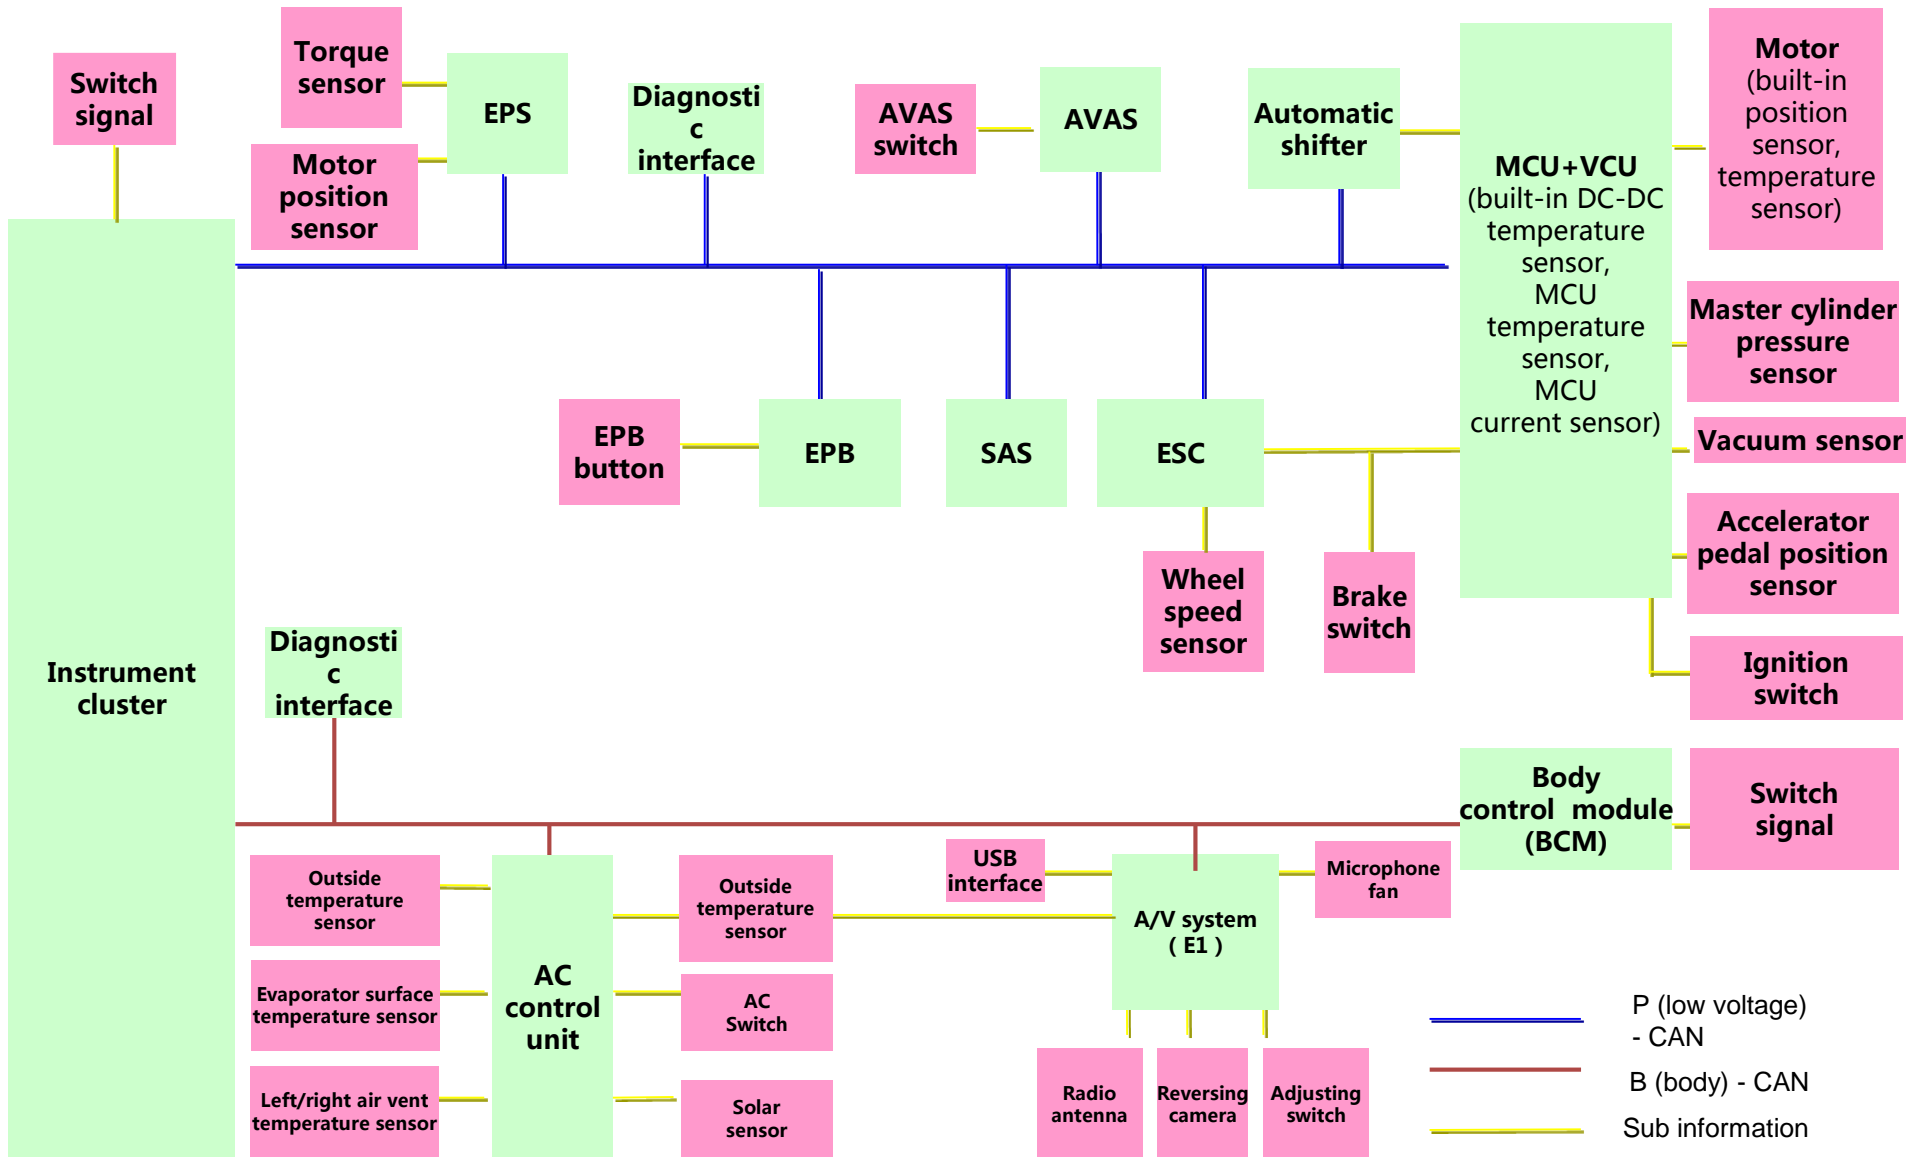 Switch
signal
Torque
sensor
Motor
position
sensor
EPS
Diagnosti
c
interface
AVAS
switch
AVAS
Automatic
shifter
MCU+VCU
(built-in DC-DC
temperature
sensor,
MCU
temperature
sensor,
MCU
current sensor)
Motor
(built-in
position
sensor,
temperature
sensor)
Master cylinder
pressure
sensor
Vacuum sensor
Accelerator
pedal position
sensor
Ignition
switch
EPB
button
EPB
SAS
ESC
Wheel
speed
sensor
Brake
switch
Instrument
cluster
Diagnosti
c
interface
Body
control module
(BCM)
Switch
signal
Outside
temperature
sensor
Evaporator surface
temperature sensor
Left/right air vent
temperature sensor
AC
control
unit
Outside
temperature
sensor
AC
Switch
Solar
sensor
USB
interface
A/V system
( E1 )
Microphone
fan
Radio
antenna
Reversing
camera
Adjusting
switch
P (low voltage)
- CAN
B (body) - CAN
Sub information